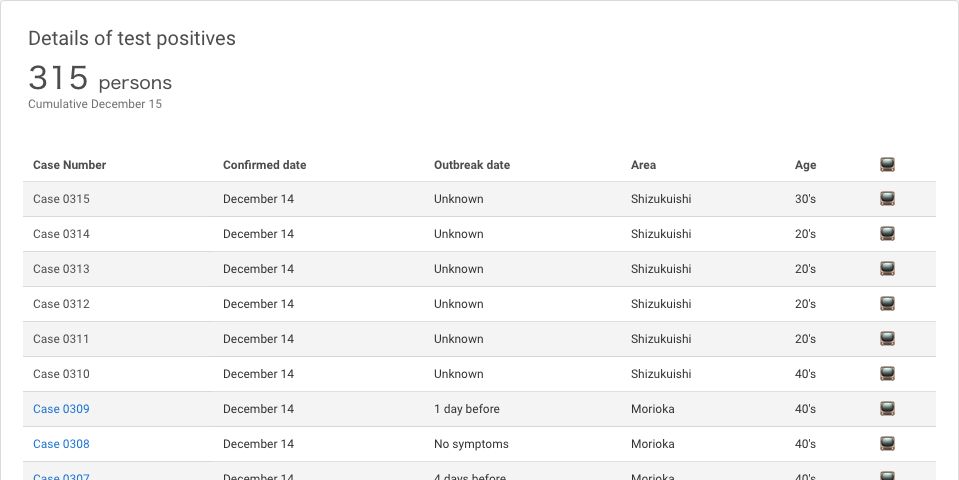 Details of test positives
315 persons
Cumulative December 15
Case Number Confirmed date Outbreak date Area Age
Case 0315 December 14 Unknown Shizukuishi 30's
Case 0314 December 14 Unknown Shizukuishi 20's
Case 0313 December 14 Unknown Shizukuishi 20's
Case 0312 December 14 Unknown Shizukuishi 20's
Case 0311 December 14 Unknown Shizukuishi 20's
Case 0310 December 14 Unknown Shizukuishi 40's
Case 0309 December 14 1 day before Morioka 40's
Case 0308 December 14 No symptoms Morioka 40's
Case 0307 December 14 4 days before Morioka 40's